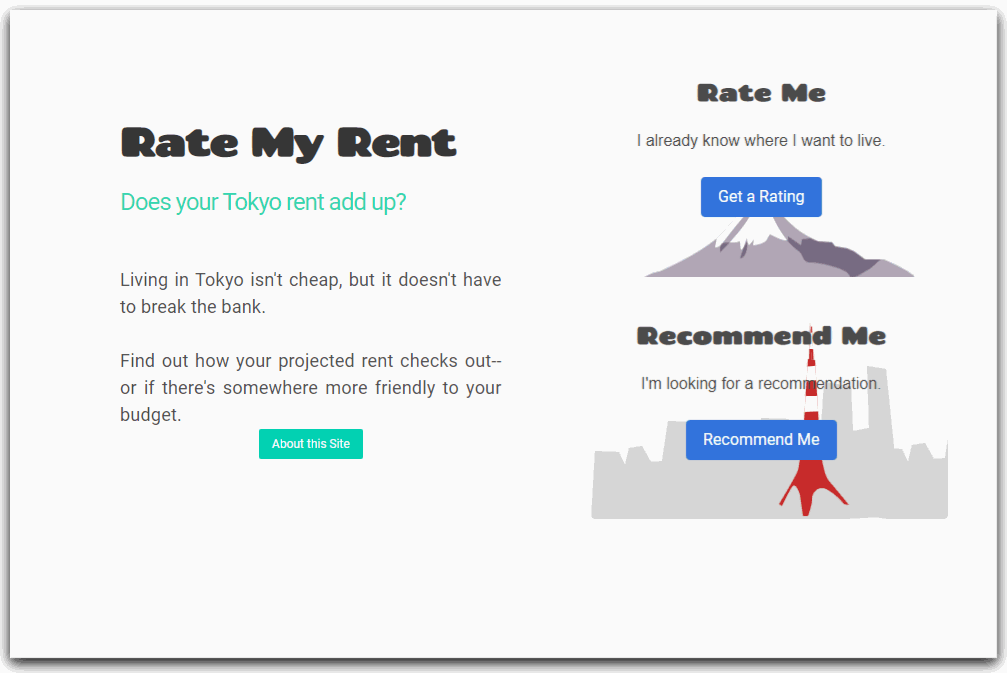 Rate My Rent
Does your Tokyo rent add up?
Living in Tokyo isn't cheap, but it doesn't have
to break the bank.
Find out how your projected rent checks out--
or if there's somewhere more friendly to your
budget.
About this Site
Rate Me
I already know where I want to live.
Get a Rating
Recommend Me
I'm looking for a recommendation.
Recommend Me